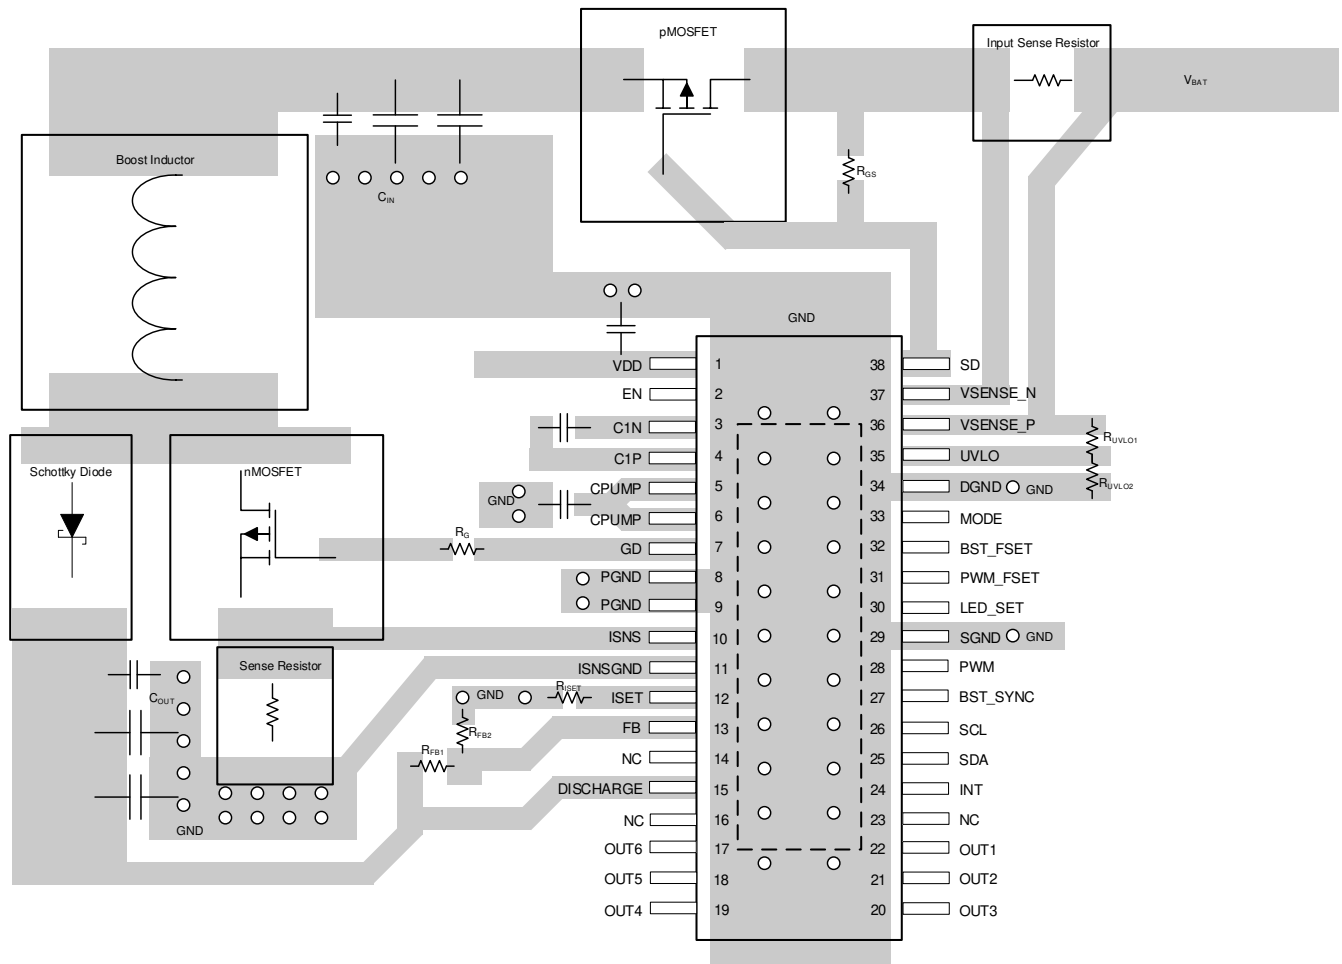 pMOSFET
Input Sense Resistor
VBAT
Boost Inductor
RGS
CIN
GND
VDD 1 38 SD
EN 2 37 VSENSE_N
C1N 3 36 VSENSE_P
RUVLO1
C1P 4 35 UVLO
Schottky Diode
nMOSFET
CPUMP 5 34 DGND GND
RUVLO2
GND
CPUMP 6 33 MODE
RG
GD 7 32 BST_FSET
PGND 8 31 PWM_FSET
PGND 9 30 LED_SET
ISNS 10 29 SGND GND
Sense Resistor
ISNSGND 11 28 PWM
COUT
GND RISET ISET 12 27 BST_SYNC
RFB2
FB 13 26 SCL
RFB1
NC 14 25 SDA
DISCHARGE 15 24 INT
NC 16 23 NC
GND
OUT6 17 22 OUT1
OUT5 18 21 OUT2
OUT4 19 20 OUT3